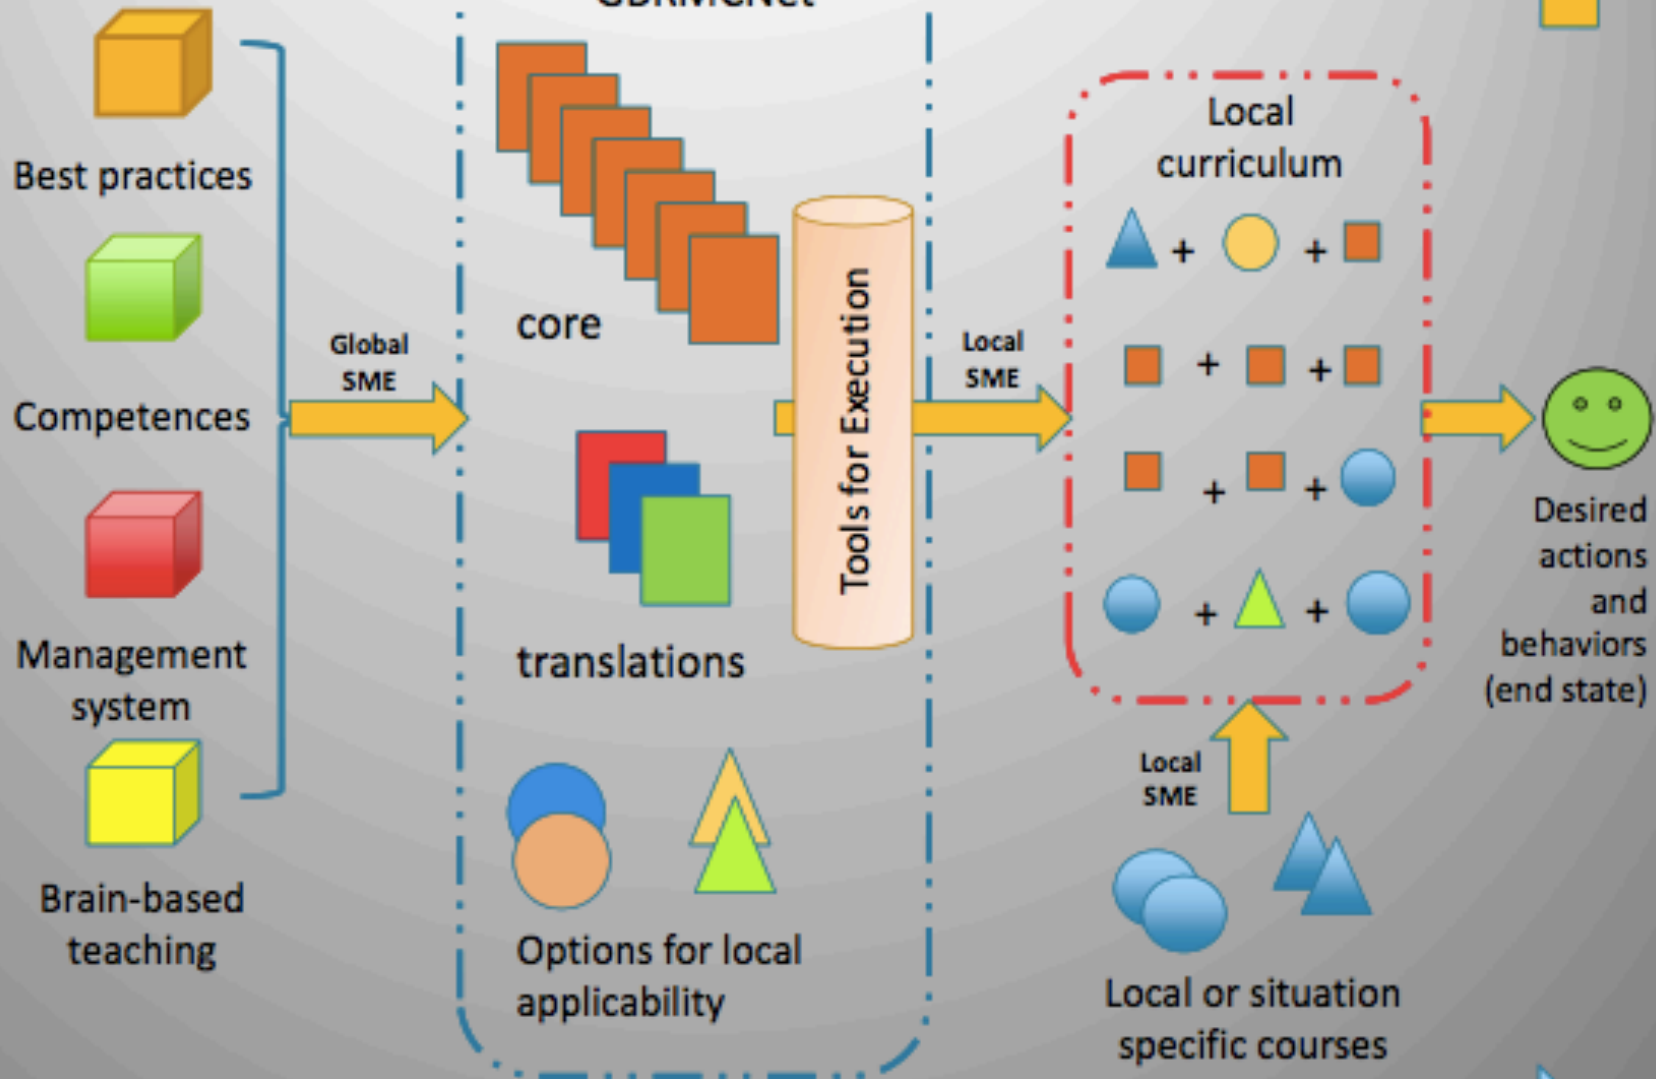 Best practices
Competences
Management
system
Brain-based
teaching
Global
SME
core
translations
Options for local
applicability
Tools for Execution
Local
SME
Local
curriculum
+ +
+ +
+ +
+ +
Local
SME
Local or situation
specific courses
Desired
actions
and
behaviors
(end state)